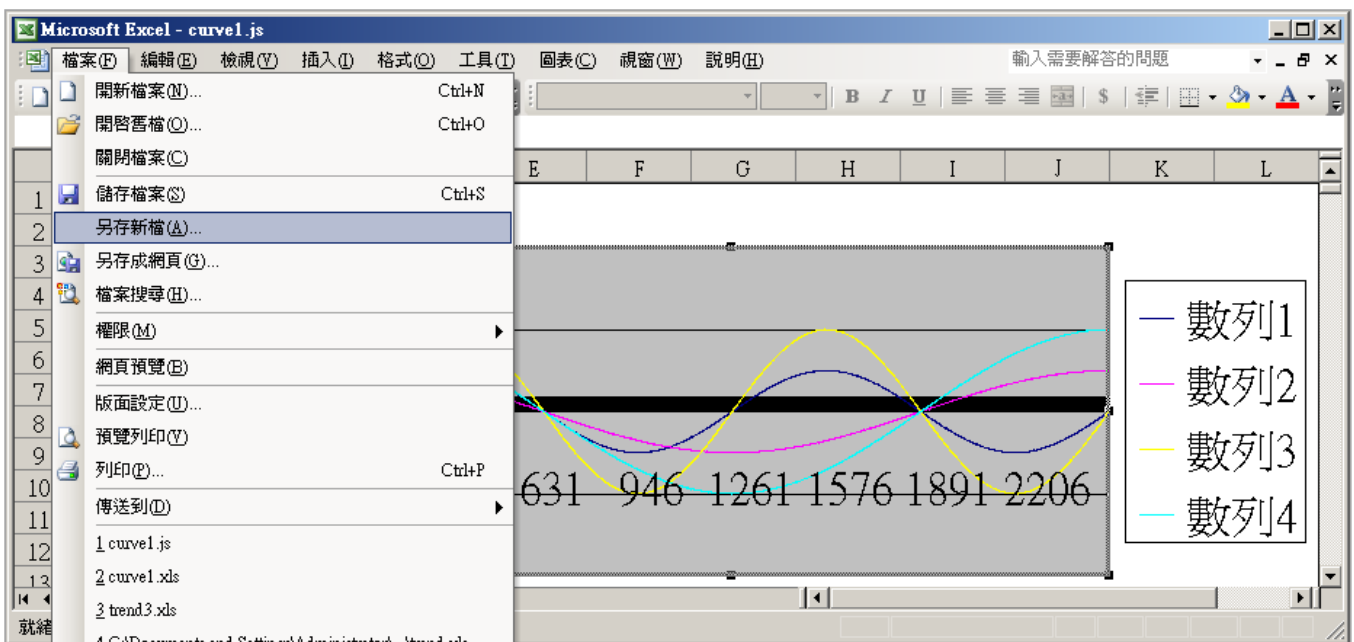 Microsoft Excel - curve1.js
檔案(F) 編輯(E) 檢視(V) 插入(I) 格式(O) 工具(T) 圖表(C) 視窗(W) 說明(H) 輸入需要解答的問題
開新檔案(N)... Ctrl+N
B I U $ A
開啓舊檔(O)... Ctrl+O
關閉檔案(C)
E F G H I J K L
儲存檔案(S) Ctrl+S
1
另存新檔(A)...
2
另存成網頁(G)...
3
檔案搜尋(H)...
4
權限(M)
5
數列1
網頁預覽(B)
6
數列2
版面設定(U)...
7
8
預覽列印(V)
9
數列3
列印(P)... Ctrl+P
10
631 946 1261 1576 1891 2206
傳送到(D)
11
數列4
1 curve1.js
12
2 curve1.xls
13
3 trend3.xls
就緒